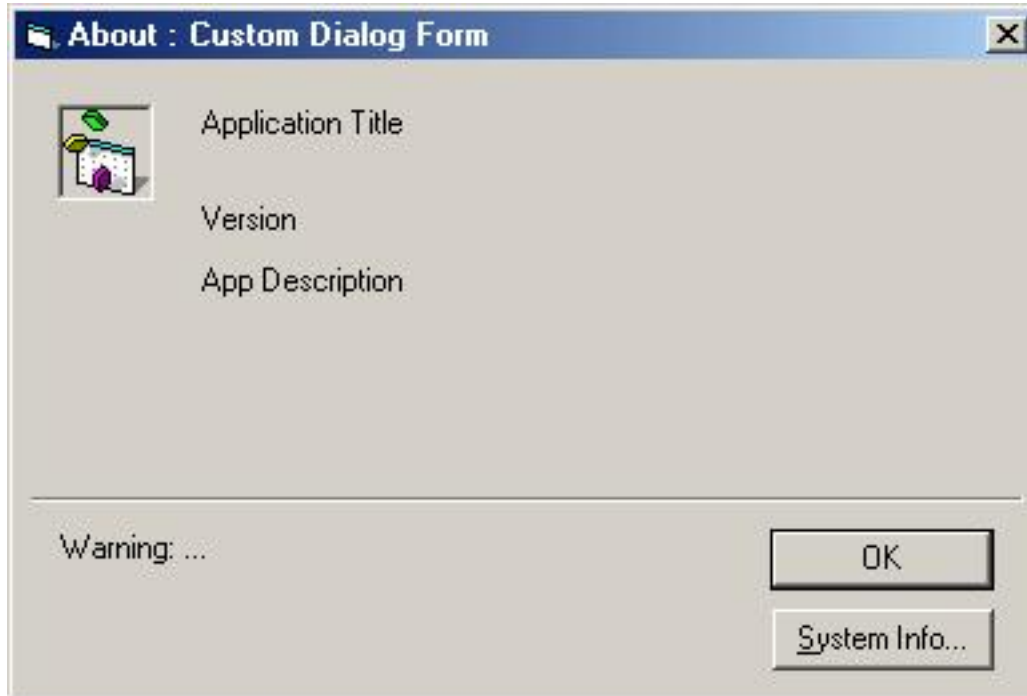 About : Custom Dialog Form
Application Title
Version
App Description
Warning: ...
OK
System Info...